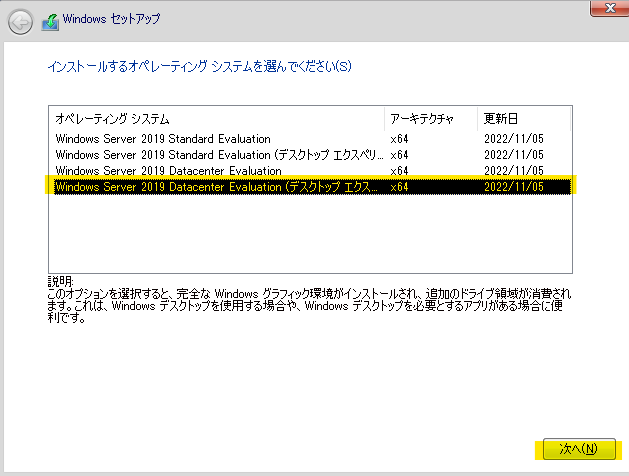 Windows セットアップ
インストールするオペレーティング システムを選んでください(S)
オペレーティング システム アーキテクチャ 更新日
Windows Server 2019 Standard Evaluation x64 2022/11/05
Windows Server 2019 Standard Evaluation (デスクトップ エクスペリ... x64 2022/11/05
Windows Server 2019 Datacenter Evaluation x64 2022/11/05
Windows Server 2019 Datacenter Evaluation (デスクトップ エクス... x64 2022/11/05
説明:
このオプションを選択すると、完全な Windows グラフィック環境がインストールされ、追加のドライブ領域が消費され
ます。これは、Windows デスクトップを使用する場合や、Windows デスクトップを必要とするアプリがある場合に便
利です。
次へ(N)